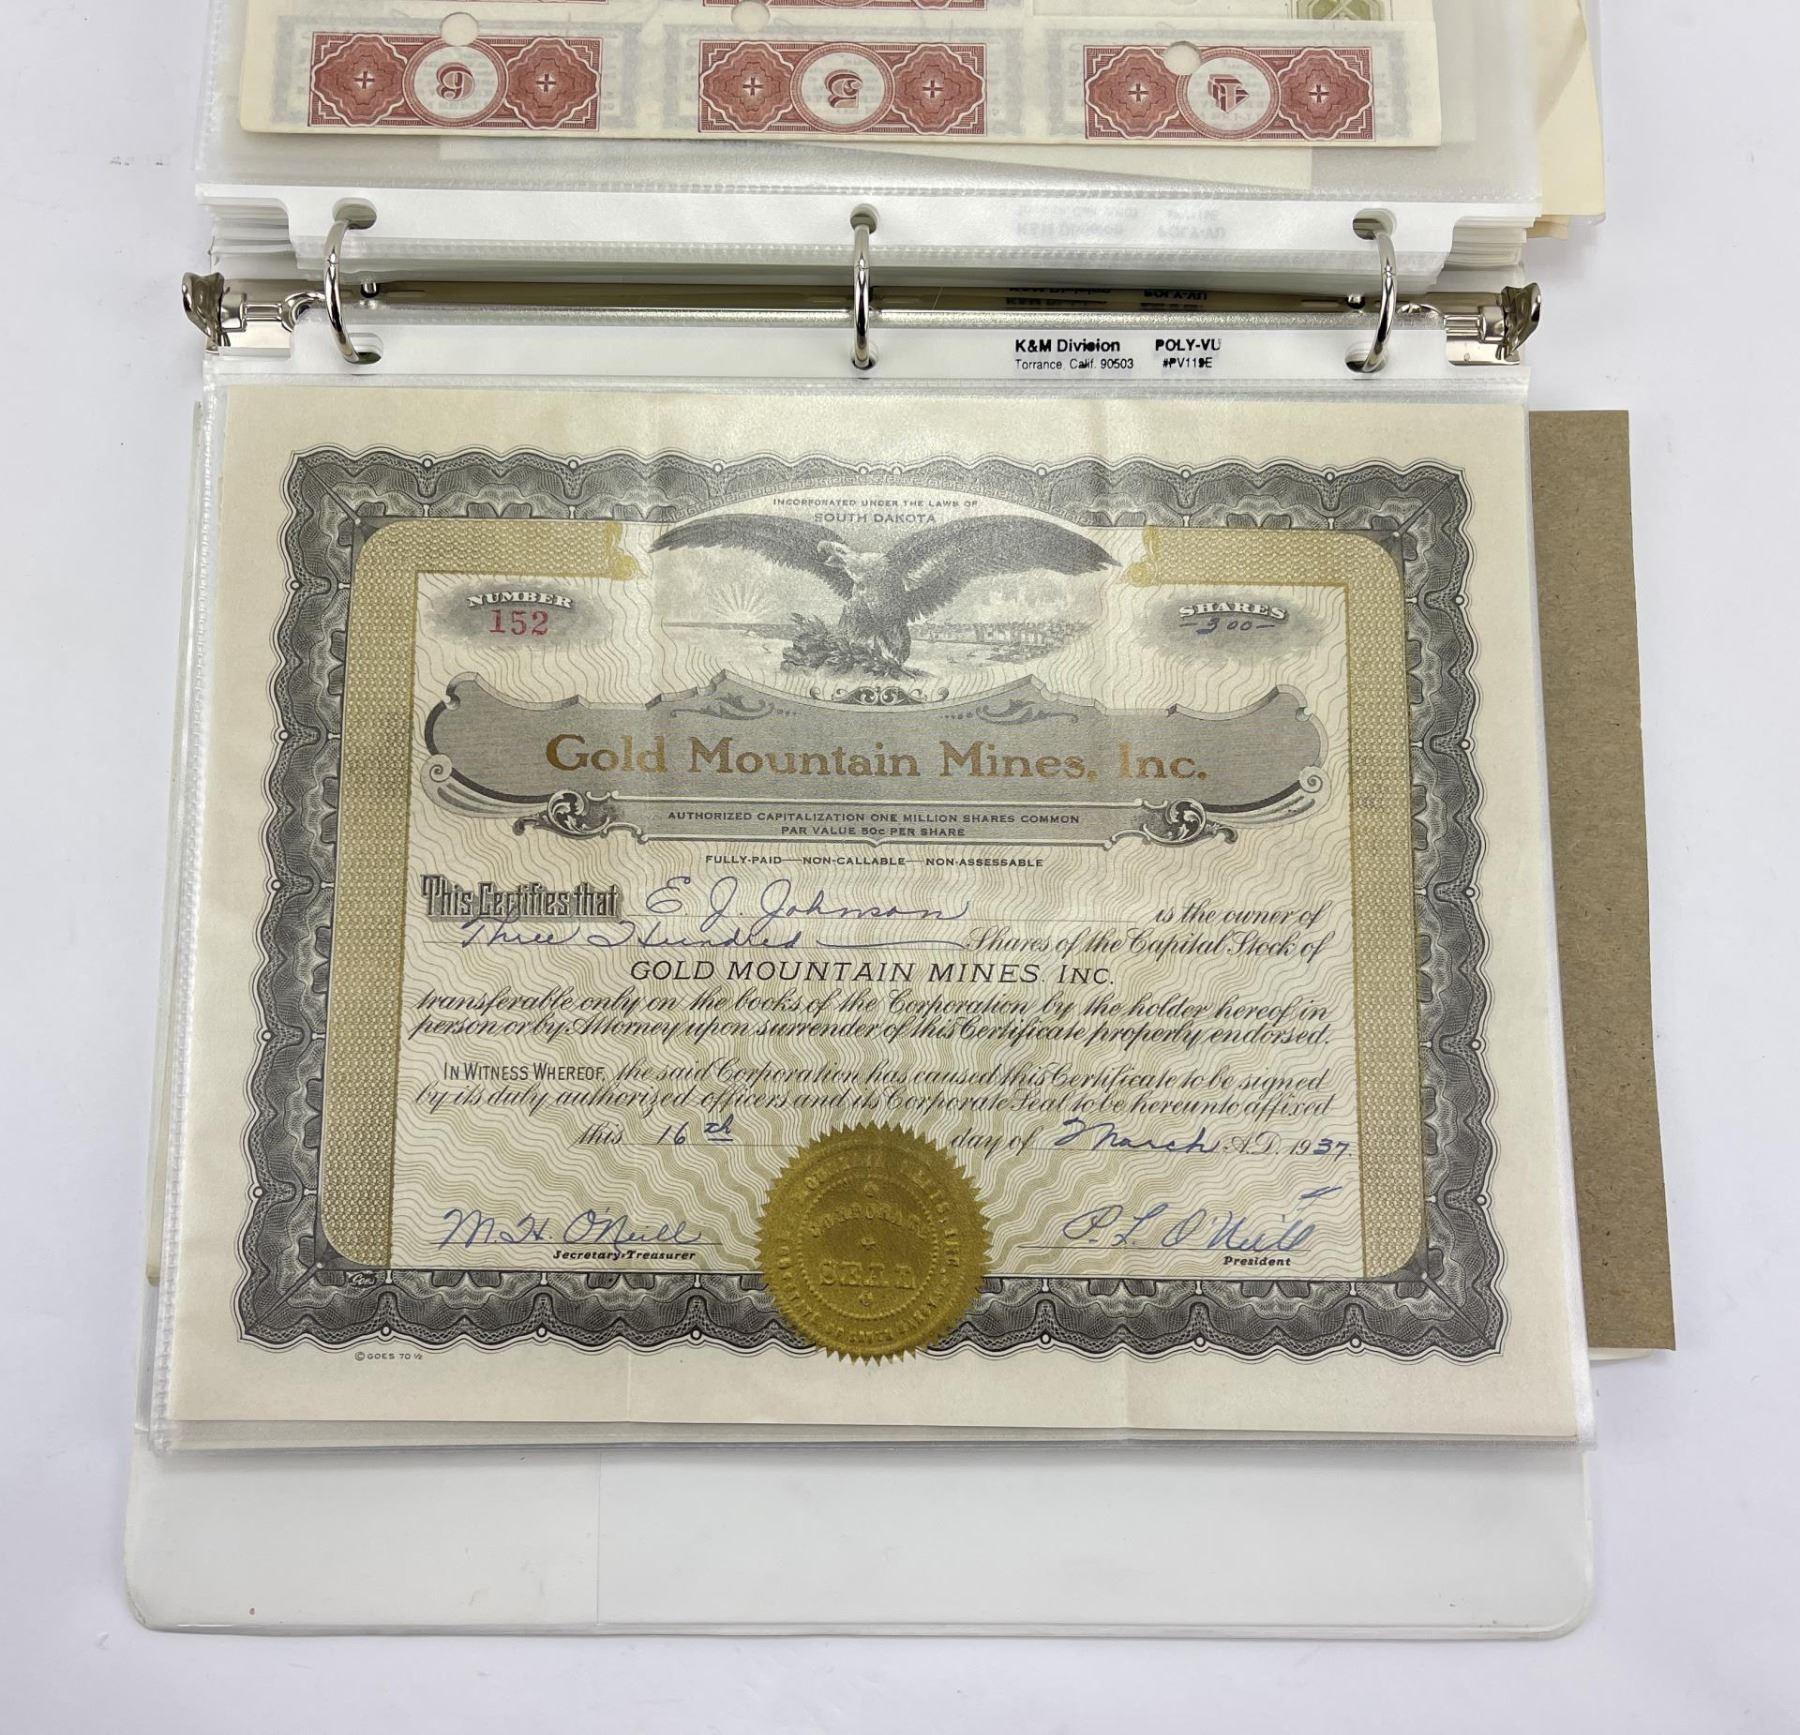 K&M Division POLY-VU
Torrance, Calif. 90503 #PV119E
INCORPORATED UNDER THE LAWS OF
SOUTH DAKOTA
NUMBER
152
SHARES
—300—
Gold Mountain Mines, Inc.
AUTHORIZED CAPITALIZATION ONE MILLION SHARES COMMON
PAR VALUE 50c PER SHARE
FULLY-PAID—NON-CALLABLE—NON-ASSESSABLE
This Certifies that E. J. Johnson is the owner of
Three Hundred Shares of the Capital Stock of
GOLD MOUNTAIN MINES, INC.
transferable only on the books of the Corporation by the holder hereof in
person or by Attorney upon surrender of this Certificate properly endorsed.
IN WITNESS WHEREOF, the said Corporation has caused this Certificate to be signed
by its duly authorized officers and its Corporate Seal to be hereunto affixed
this 16th day of March A.D. 1937.
M. H. O'Neill
Secretary-Treasurer
P. L. O'Neill
President
CORPORATE
SEAL
Goes
© GOES 70 ½